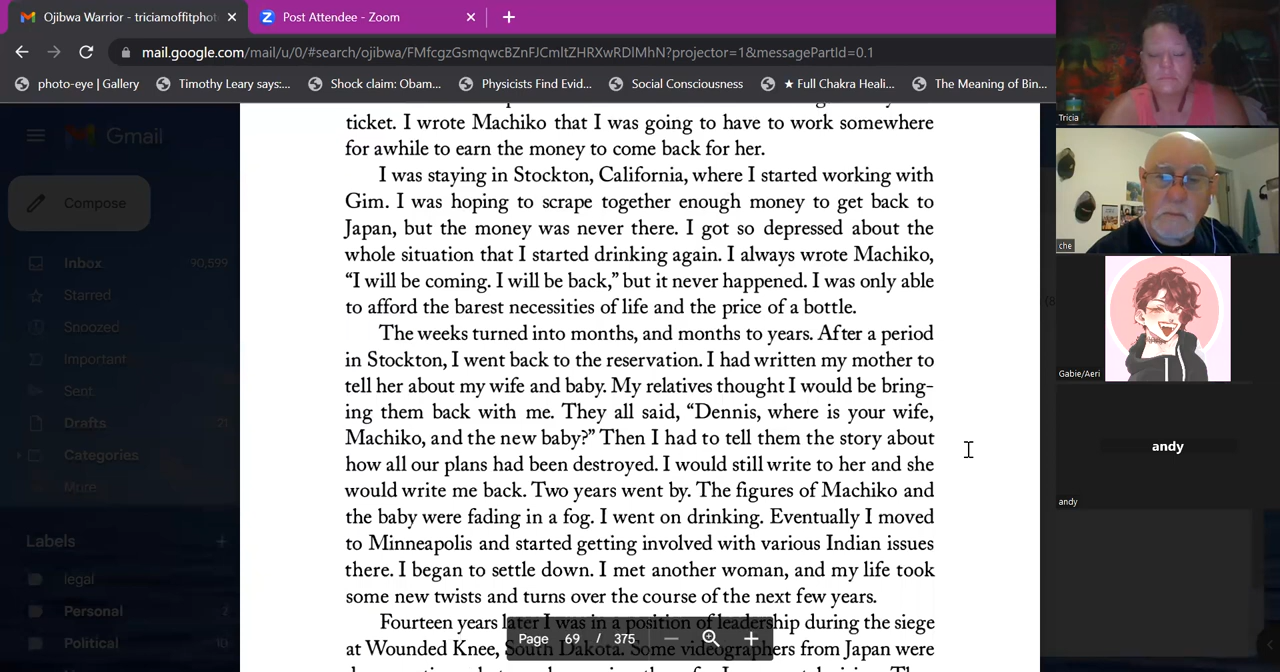 Ojibwa Warrior - triciamoffitphot
Post Attendee - Zoom
mail.google.com/mail/u/0/#search/ojibwa/FMfcgzGsmqwcBZnFJCmltZHRXwRDlMhN?projector=1&messagePartId=0.1
photo-eye | Gallery
Timothy Leary says:...
Shock claim: Obam...
Physicists Find Evid...
Social Consciousness
★ Full Chakra Heali...
The Meaning of Bin...
Gmail
Compose
Inbox 90,599
Starred
Snoozed
Important
Sent
Drafts 21
Categories
More
Labels
legal
Personal
Political 10
ticket. I wrote Machiko that I was going to have to work somewhere
for awhile to earn the money to come back for her.
I was staying in Stockton, California, where I started working with
Gim. I was hoping to scrape together enough money to get back to
Japan, but the money was never there. I got so depressed about the
whole situation that I started drinking again. I always wrote Machiko,
“I will be coming. I will be back,” but it never happened. I was only able
to afford the barest necessities of life and the price of a bottle.
The weeks turned into months, and months to years. After a period
in Stockton, I went back to the reservation. I had written my mother to
tell her about my wife and baby. My relatives thought I would be bring-
ing them back with me. They all said, “Dennis, where is your wife,
Machiko, and the new baby?” Then I had to tell them the story about
how all our plans had been destroyed. I would still write to her and she
would write me back. Two years went by. The figures of Machiko and
the baby were fading in a fog. I went on drinking. Eventually I moved
to Minneapolis and started getting involved with various Indian issues
there. I began to settle down. I met another woman, and my life took
some new twists and turns over the course of the next few years.
Fourteen years later I was in a position of leadership during the siege
at Wounded Knee, South Dakota. Some videographers from Japan were
Page 69 / 375
Tricia
che
Gabie/Aeri
andy
andy